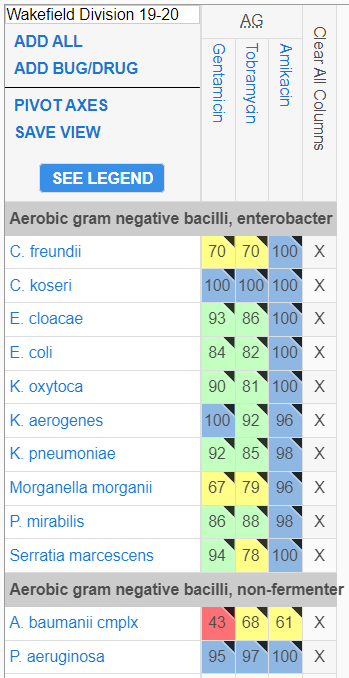 Wakefield Division 19-20
ADD ALL
ADD BUG/DRUG
PIVOT AXES
SAVE VIEW
SEE LEGEND
AG
Gentamicin
Tobramycin
Amikacin
Clear All Columns
Aerobic gram negative bacilli, enterobacter
C. freundii 70 70 100 X
C. koseri 100 100 100 X
E. cloacae 93 86 100 X
E. coli 84 82 100 X
K. oxytoca 90 81 100 X
K. aerogenes 100 92 96 X
K. pneumoniae 92 85 98 X
Morganella morganii 67 79 96 X
P. mirabilis 86 88 98 X
Serratia marcescens 94 78 100 X
Aerobic gram negative bacilli, non-fermenter
A. baumanii cmplx 43 68 61 X
P. aeruginosa 95 97 100 X